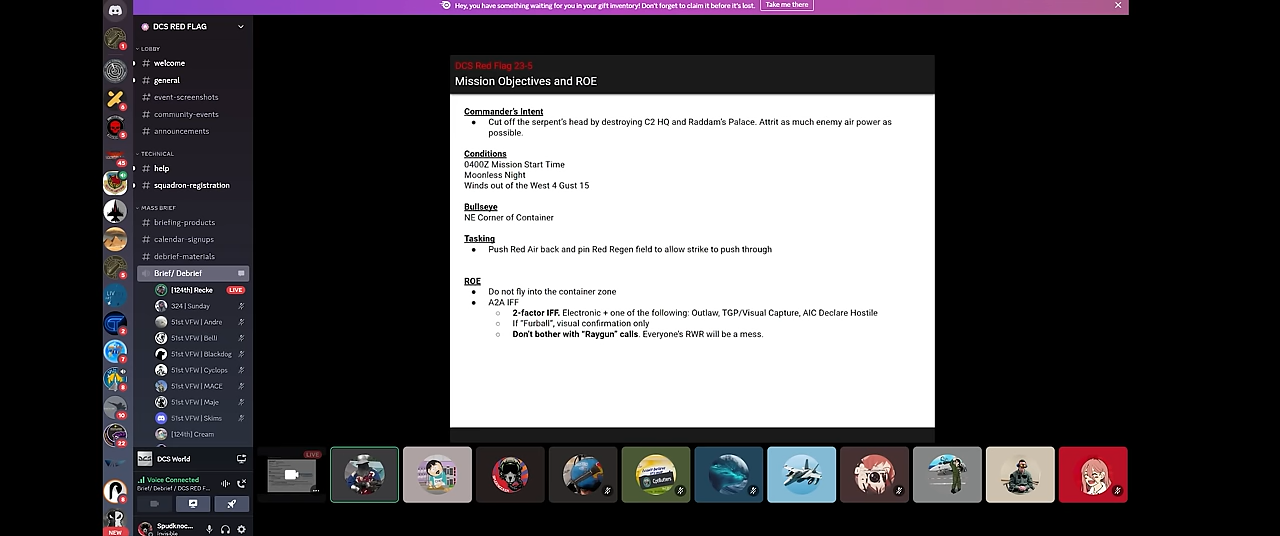 Hey, you have something waiting for you in your gift inventory! Don't forget to claim it before it's lost.
Take me there
DCS RED FLAG
LOBBY
# welcome
# general
# event-screenshots
# community-events
# announcements
TECHNICAL
# help
# squadron-registration
MASS BRIEF
# briefing-products
# calendar-signups
# debrief-materials
Brief/ Debrief
[124th] Recke LIVE
324 | Sunday
51st VFW | Andre
51st VFW | Belli
51st VFW | Blackdog
51st VFW | Cyclops
51st VFW | MACE
51st VFW | Maje
51st VFW | Skims
[124th] Cream
DCS World
Voice Connected
Brief/ Debrief / DCS RED F...
Spudknoc...
Invisible
NEW
DCS Red Flag 23-5
Mission Objectives and ROE
Commander's Intent
● Cut off the serpent's head by destroying C2 HQ and Raddam's Palace. Attrit as much enemy air power as
possible.
Conditions
0400Z Mission Start Time
Moonless Night
Winds out of the West 4 Gust 15
Bullseye
NE Corner of Container
Tasking
● Push Red Air back and pin Red Regen field to allow strike to push through
ROE
● Do not fly into the container zone
● A2A IFF
○ 2-factor IFF. Electronic + one of the following: Outlaw, TGP/Visual Capture, AIC Declare Hostile
○ If "Furball", visual confirmation only
○ Don't bother with "Raygun" calls. Everyone's RWR will be a mess.
LIVE